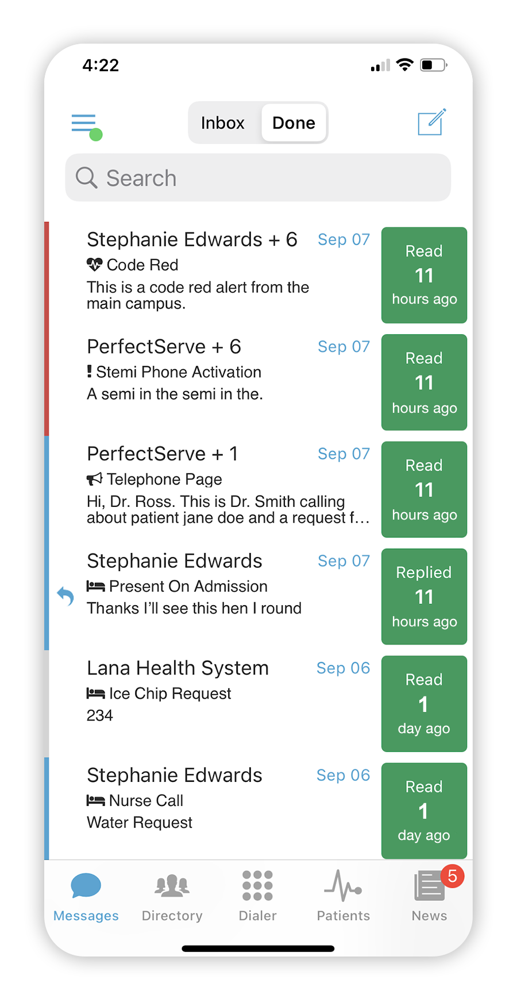 4:22
Inbox Done
Search
Stephanie Edwards + 6 Sep 07
Code Red
This is a code red alert from the
main campus.
Read
11
hours ago
PerfectServe + 6 Sep 07
! Stemi Phone Activation
A semi in the semi in the.
Read
11
hours ago
PerfectServe + 1 Sep 07
Telephone Page
Hi, Dr. Ross. This is Dr. Smith calling
about patient jane doe and a request f...
Read
11
hours ago
Stephanie Edwards Sep 07
Present On Admission
Thanks I’ll see this hen I round
Replied
11
hours ago
Lana Health System Sep 06
Ice Chip Request
234
Read
1
day ago
Stephanie Edwards Sep 06
Nurse Call
Water Request
Read
1
day ago
5
Messages Directory Dialer Patients News